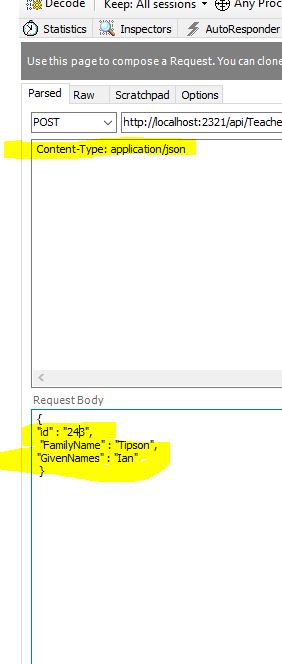 Decode Keep: All sessions Any Proc
Statistics Inspectors AutoResponder
Use this page to compose a Request. You can clone
Parsed Raw Scratchpad Options
POST http://localhost:2321/api/Teache
Content-Type: application/json
Request Body
{
"id" : "243",
"FamilyName" : "Tipson",
"GivenNames" : "Ian"
}